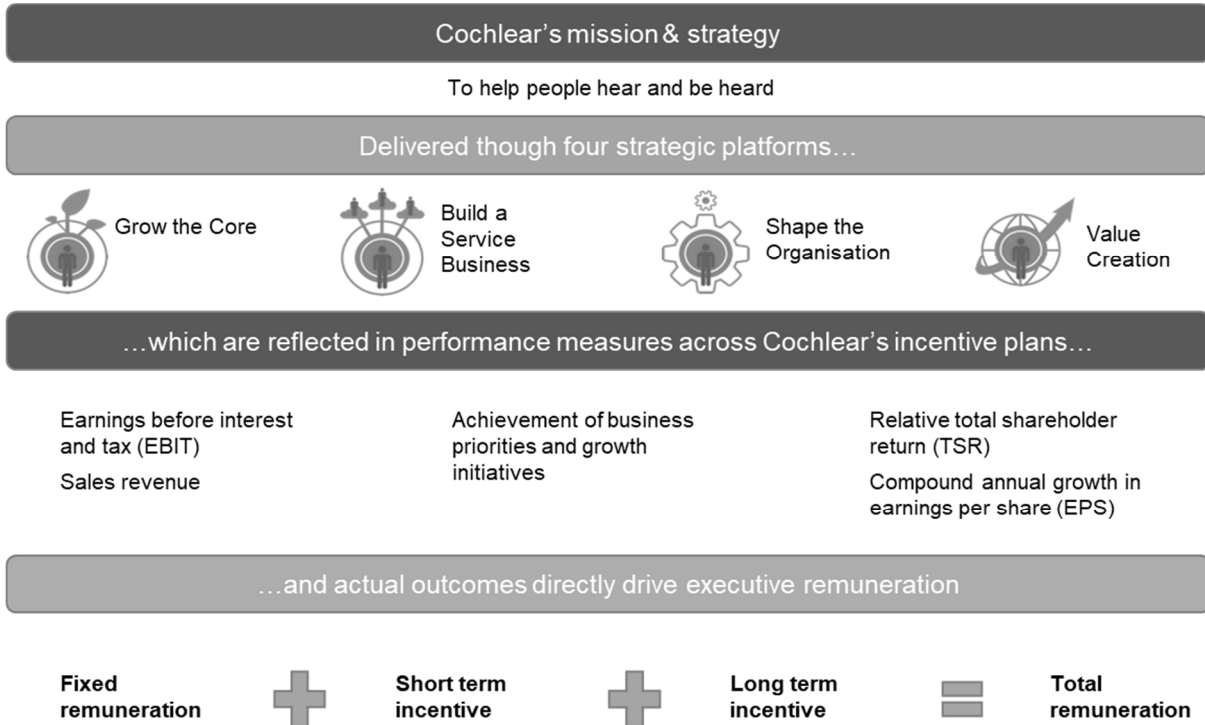 Cochlear's mission & strategy
To help people hear and be heard
Delivered though four strategic platforms…
Grow the Core
Build a
Service
Business
Shape the
Organisation
Value
Creation
…which are reflected in performance measures across Cochlear's incentive plans…
Earnings before interest
and tax (EBIT)
Sales revenue
Achievement of business
priorities and growth
initiatives
Relative total shareholder
return (TSR)
Compound annual growth in
earnings per share (EPS)
…and actual outcomes directly drive executive remuneration
Fixed
remuneration
Short term
incentive
Long term
incentive
Total
remuneration